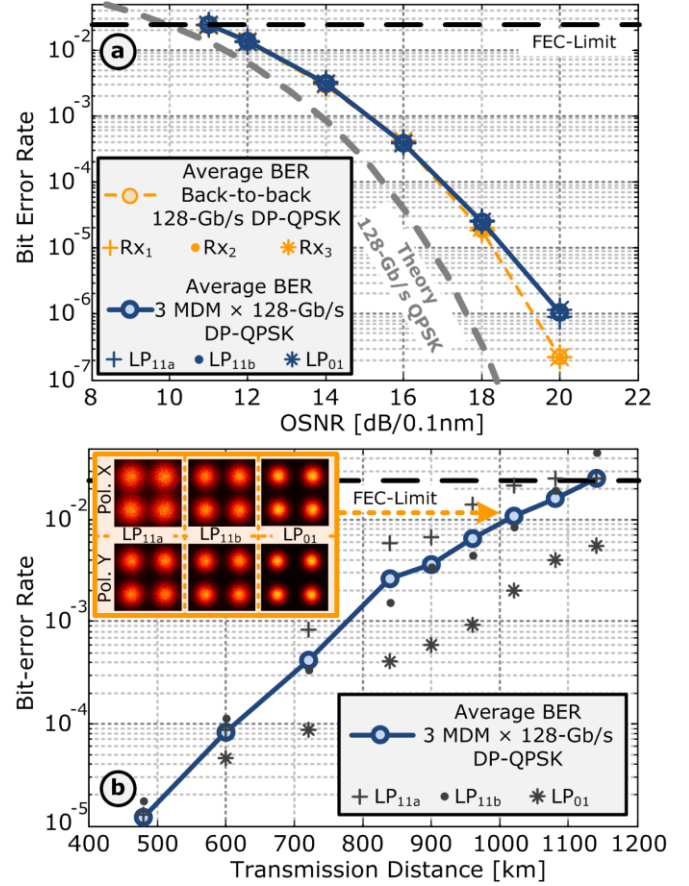 10⁻²
10⁻³
10⁻⁴
10⁻⁵
10⁻⁶
10⁻⁷
Bit Error Rate
a
FEC-Limit
Average BER
Back-to-back
128-Gb/s DP-QPSK
Rx₁ Rx₂ Rx₃
Average BER
3 MDM × 128-Gb/s
DP-QPSK
LP₁₁ₐ LP₁₁b LP₀₁
Theory
128-Gb/s QPSK
8 10 12 14 16 18 20 22
OSNR [dB/0.1nm]
10⁻²
10⁻³
10⁻⁴
10⁻⁵
Bit-error Rate
Pol. X
LP₁₁ₐ LP₁₁b LP₀₁
Pol. Y
FEC-Limit
Average BER
3 MDM × 128-Gb/s
DP-QPSK
LP₁₁ₐ LP₁₁b LP₀₁
b
400 500 600 700 800 900 1000 1100 1200
Transmission Distance [km]